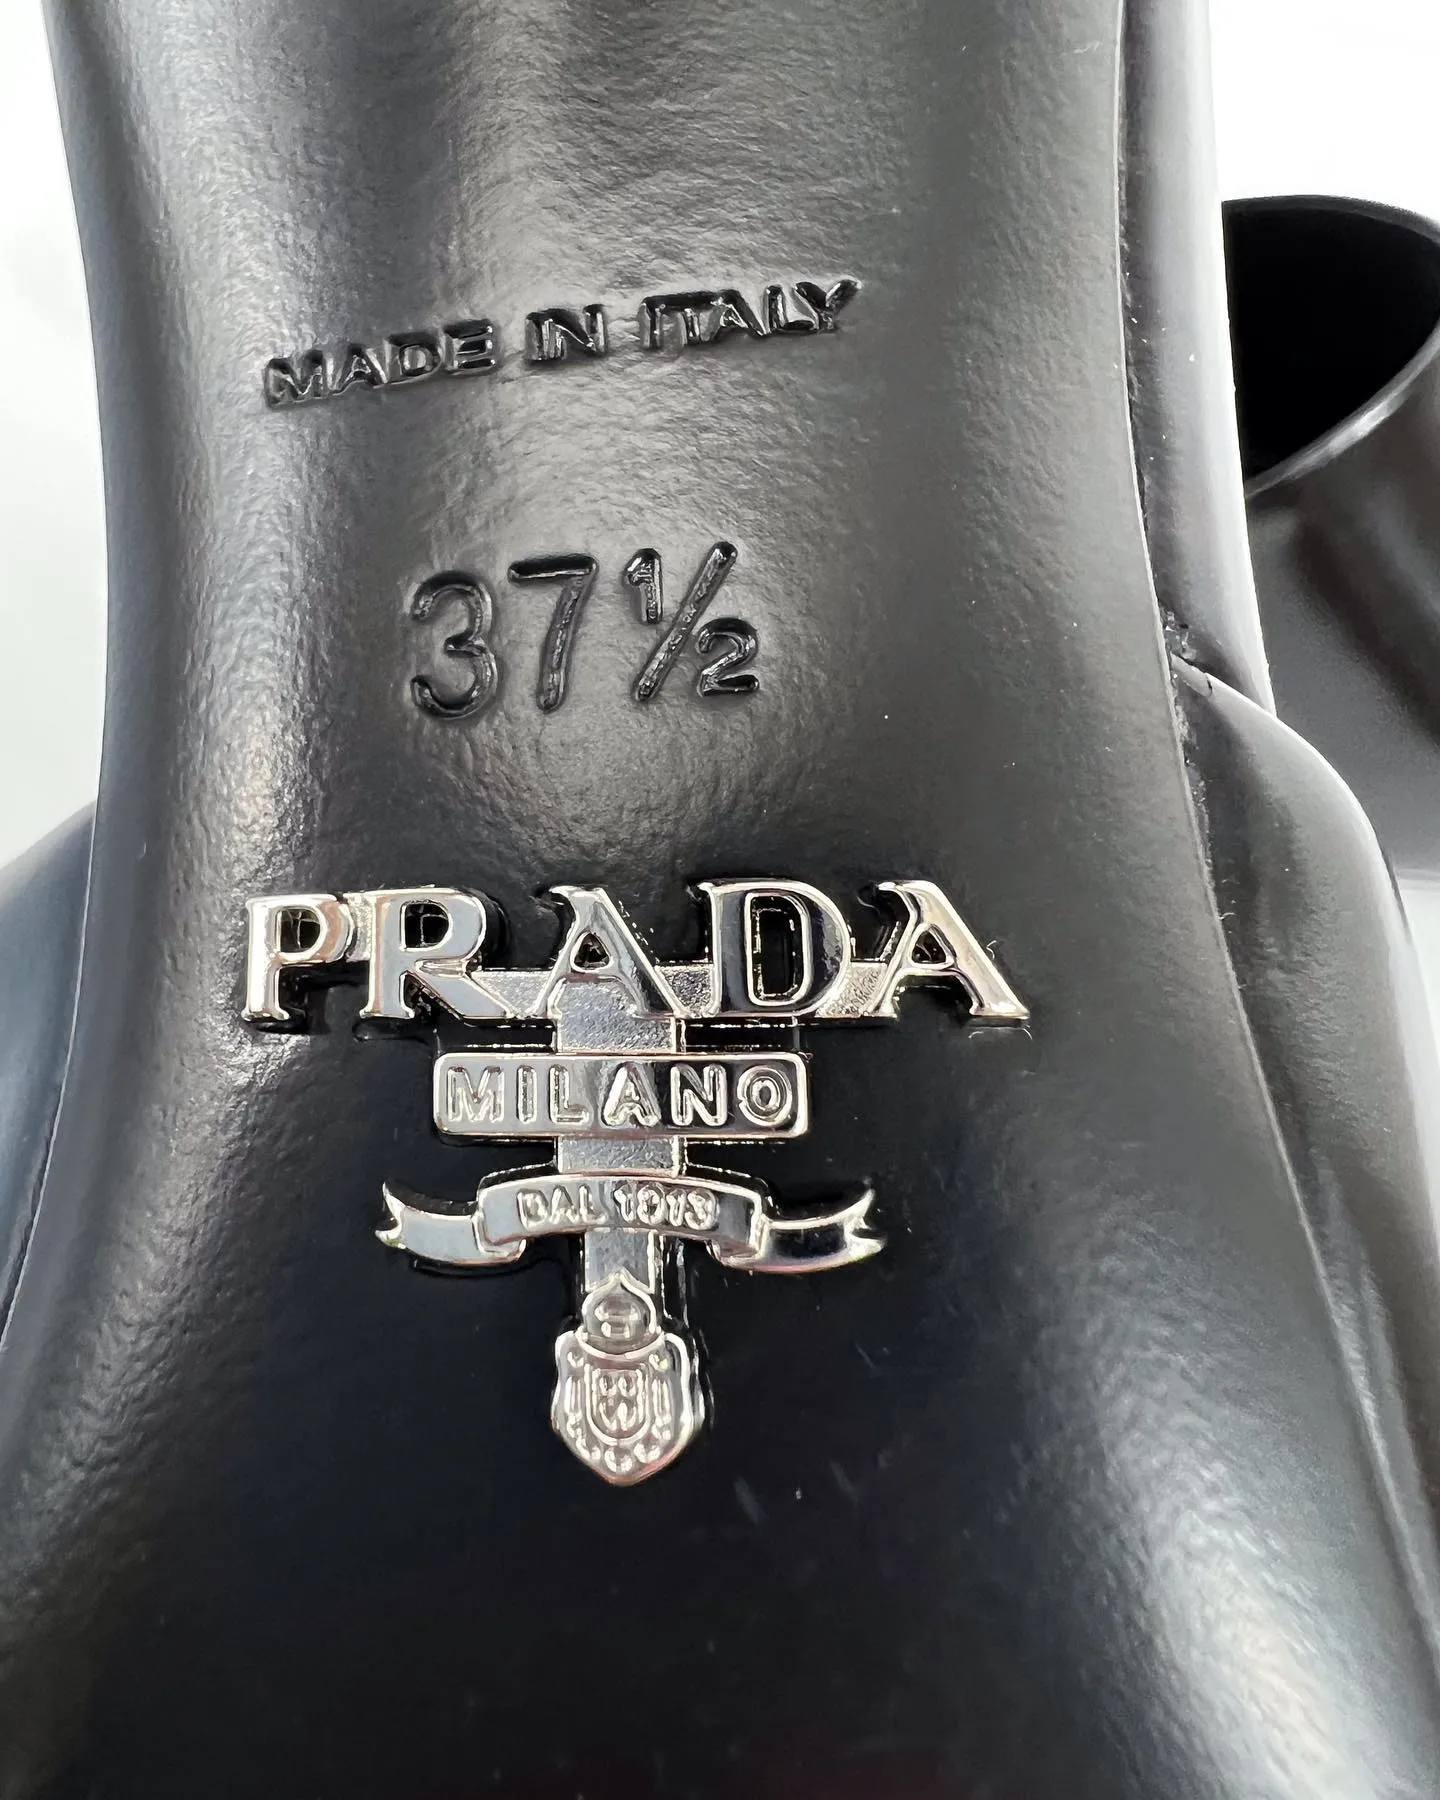 MADE IN ITALY
37½
PRADA
MILANO
DAL 1913